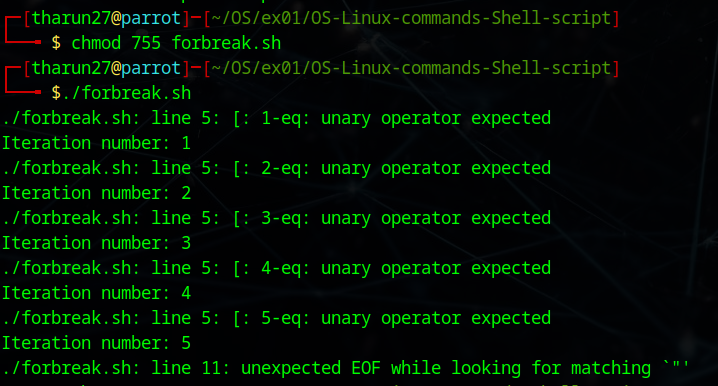 ┌─[tharun27@parrot]─[~/OS/ex01/OS-Linux-commands-Shell-script]
└──╼ $ chmod 755 forbreak.sh
┌─[tharun27@parrot]─[~/OS/ex01/OS-Linux-commands-Shell-script]
└──╼ $./forbreak.sh
./forbreak.sh: line 5: [: 1-eq: unary operator expected
Iteration number: 1
./forbreak.sh: line 5: [: 2-eq: unary operator expected
Iteration number: 2
./forbreak.sh: line 5: [: 3-eq: unary operator expected
Iteration number: 3
./forbreak.sh: line 5: [: 4-eq: unary operator expected
Iteration number: 4
./forbreak.sh: line 5: [: 5-eq: unary operator expected
Iteration number: 5
./forbreak.sh: line 11: unexpected EOF while looking for matching `"'